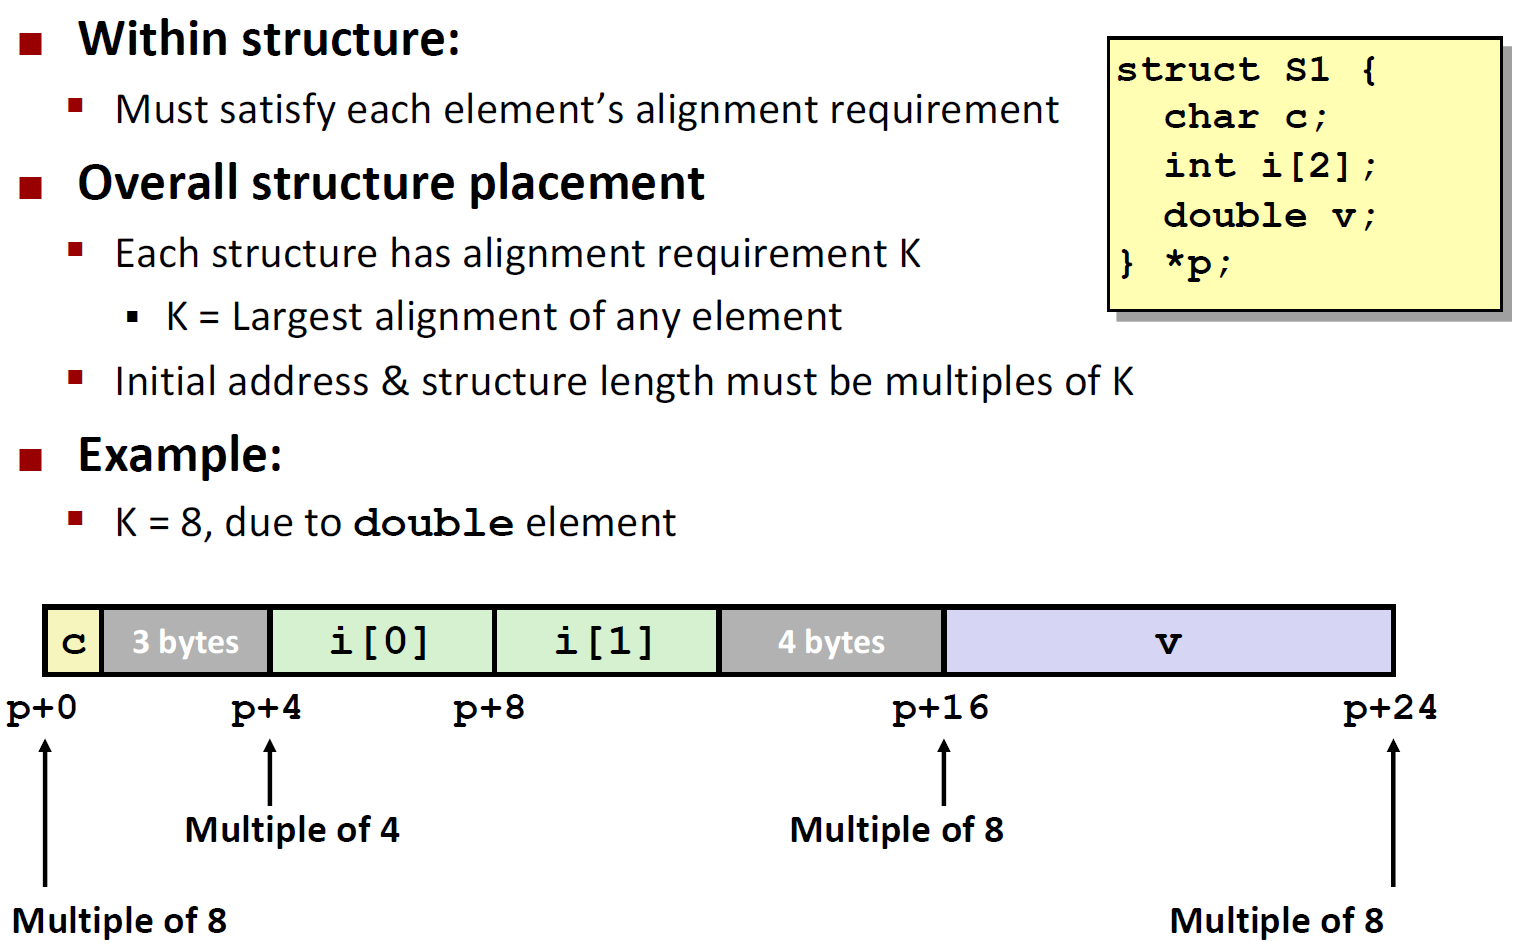 Within structure:
Must satisfy each element’s alignment requirement
Overall structure placement
Each structure has alignment requirement K
K = Largest alignment of any element
Initial address & structure length must be multiples of K
Example:
K = 8, due to double element
struct S1 {
char c;
int i[2];
double v;
} *p;
c 3 bytes i[0] i[1] 4 bytes v
p+0 p+4 p+8 p+16 p+24
Multiple of 4 Multiple of 8
Multiple of 8 Multiple of 8